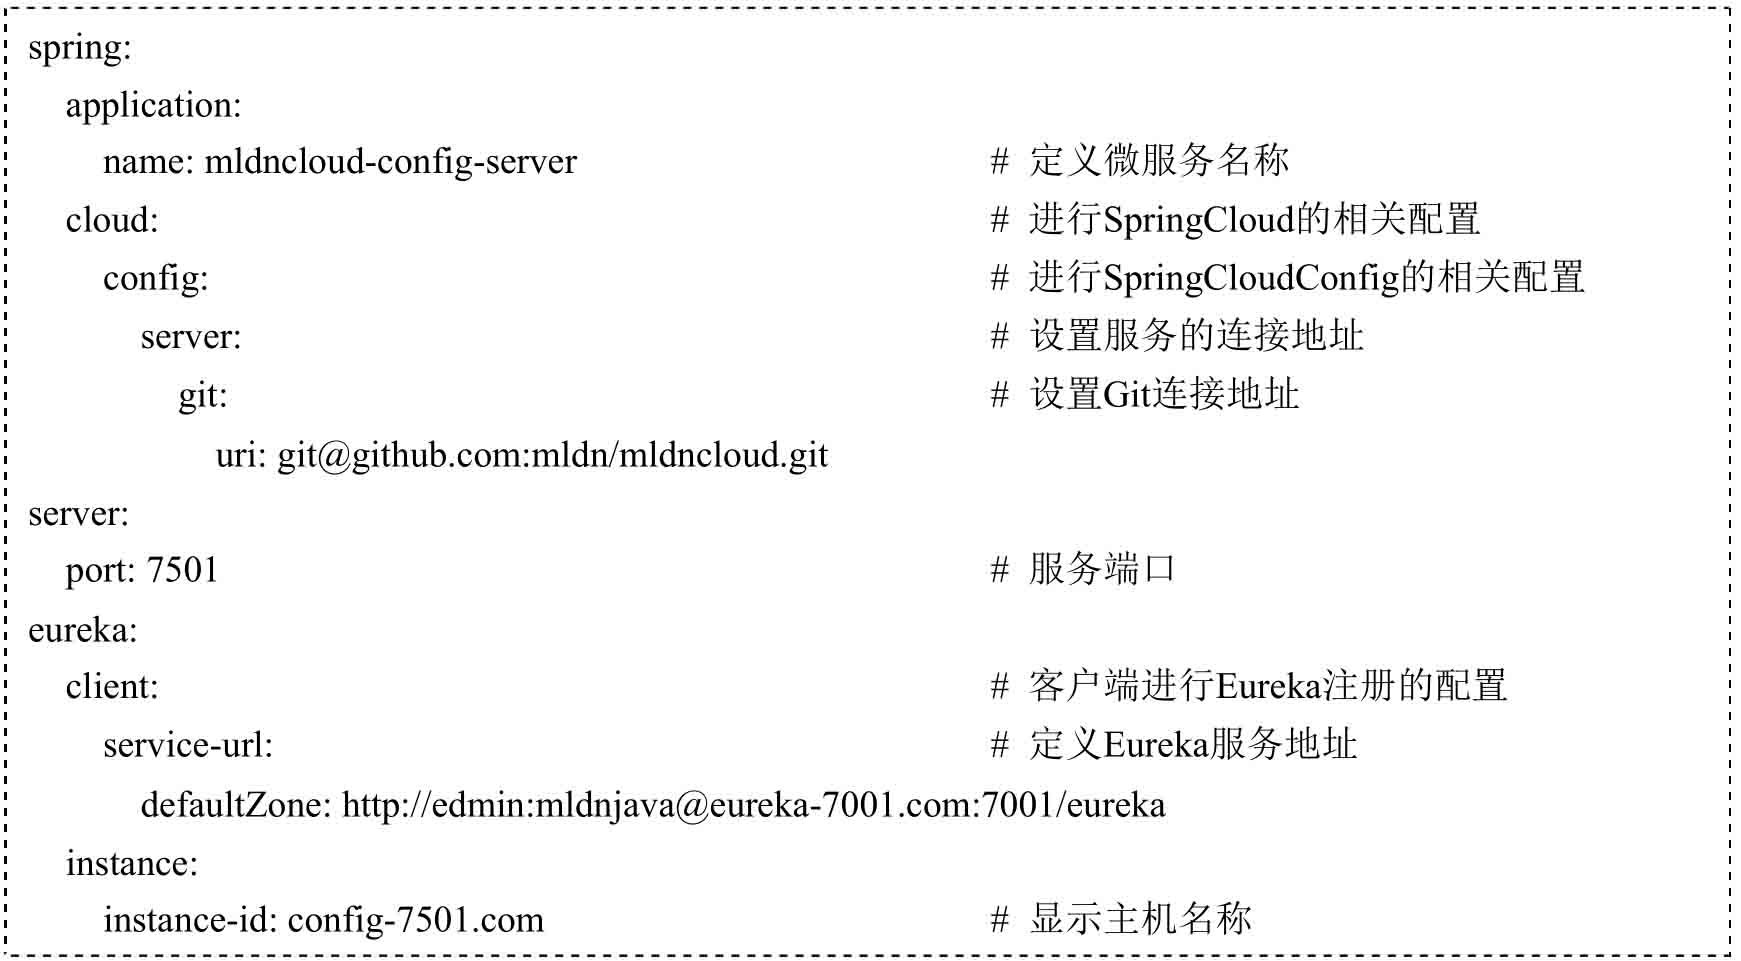 spring:
application:
name: mldncloud-config-server # 定义微服务名称
cloud: # 进行SpringCloud的相关配置
config: # 进行SpringCloudConfig的相关配置
server: # 设置服务的连接地址
git: # 设置Git连接地址
uri: git@github.com:mldn/mldncloud.git
server:
port: 7501 # 服务端口
eureka:
client: # 客户端进行Eureka注册的配置
service-url: # 定义Eureka服务地址
defaultZone: http://edmin:mldnjava@eureka-7001.com:7001/eureka
instance:
instance-id: config-7501.com # 显示主机名称